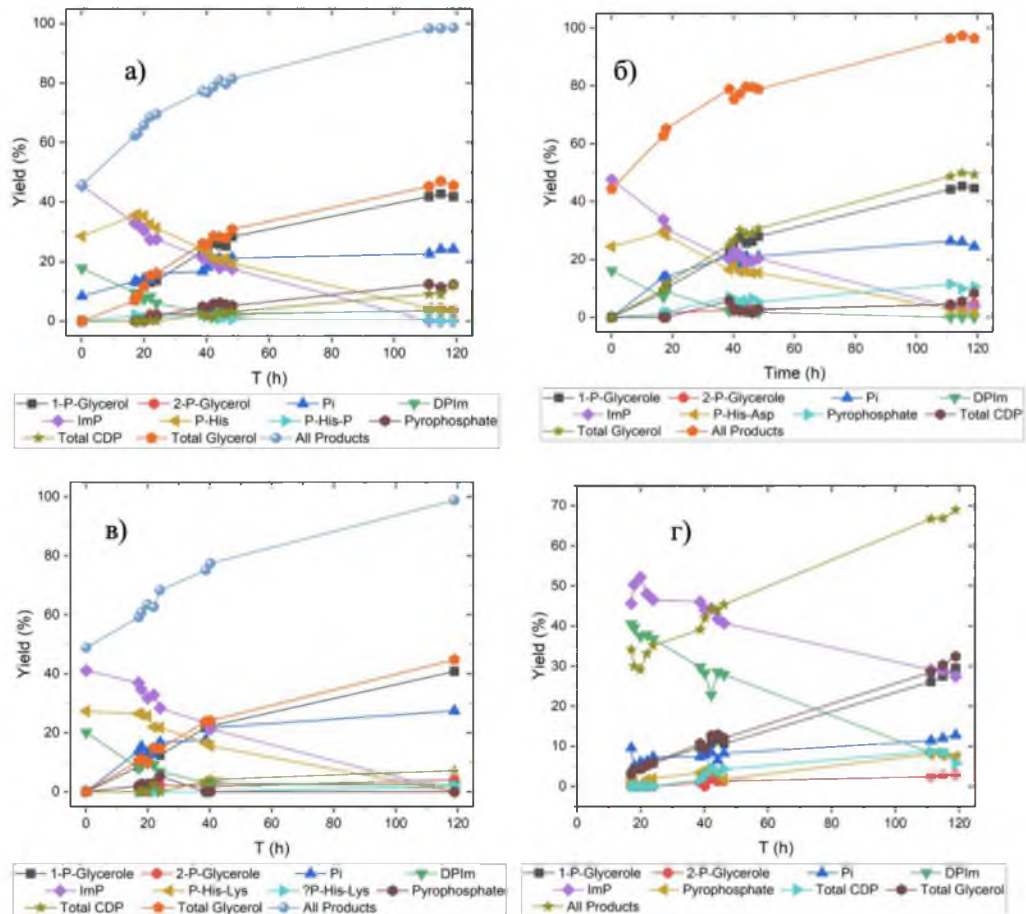 а)
100
80
60
40
20
0
Yield (%)
0 20 40 60 80 100 120
T (h)
1-P-Glycerol 2-P-Glycerol Pi DPIm
ImP P-His P-His-P Pyrophosphate
Total CDP Total Glycerol All Products
б)
100
80
60
40
20
0
Yield (%)
0 20 40 60 80 100 120
Time (h)
1-P-Glycerole 2-P-Glycerole Pi DPIm
ImP P-His-Asp Pyrophosphate Total CDP
Total Glycerol All Products
в)
100
80
60
40
20
0
Yield (%)
0 20 40 60 80 100 120
T (h)
1-P-Glycerole 2-P-Glycerole Pi DPIm
ImP P-His-Lys ?P-His-Lys Pyrophosphate
Total CDP Total Glycerol All Products
г)
70
60
50
40
30
20
10
0
Yield (%)
0 20 40 60 80 100 120
T (h)
1-P-Glycerole 2-P-Glycerole Pi DPIm
ImP Pyrophosphate Total CDP Total Glycerol
All Products